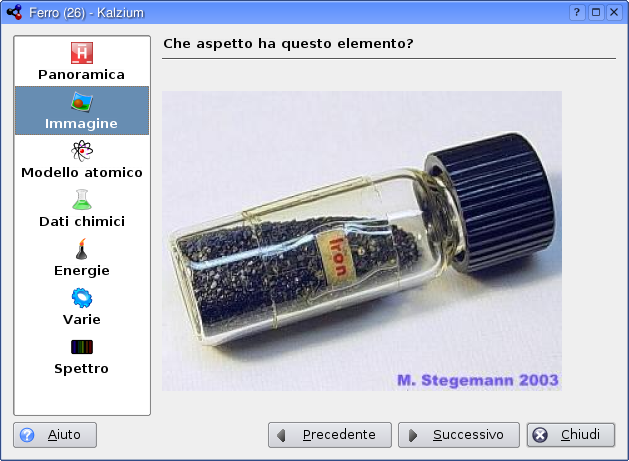 Ferro (26) - Kalzium
Panoramica
Immagine
Modello atomico
Dati chimici
Energie
Varie
Spettro
Che aspetto ha questo elemento?
Iron
M. Stegemann 2003
Aiuto
Precedente
Successivo
Chiudi